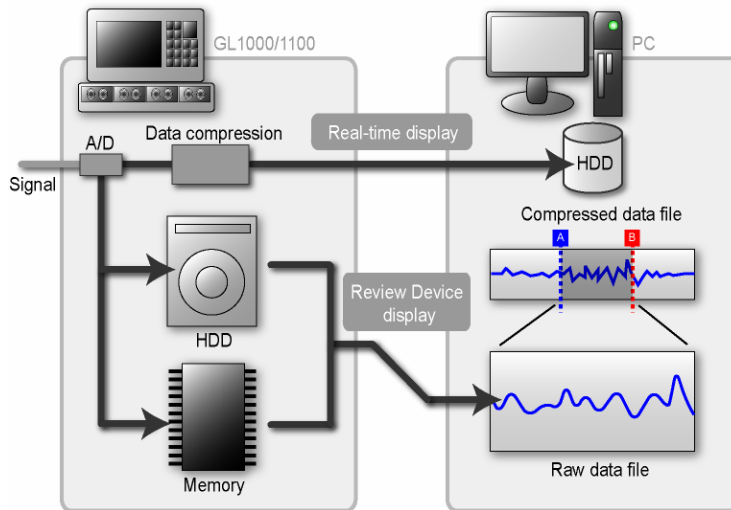 GL1000/1100
PC
A/D
Data compression
Real-time display
HDD
Signal
Compressed data file
A
B
Review Device
display
HDD
Memory
Raw data file